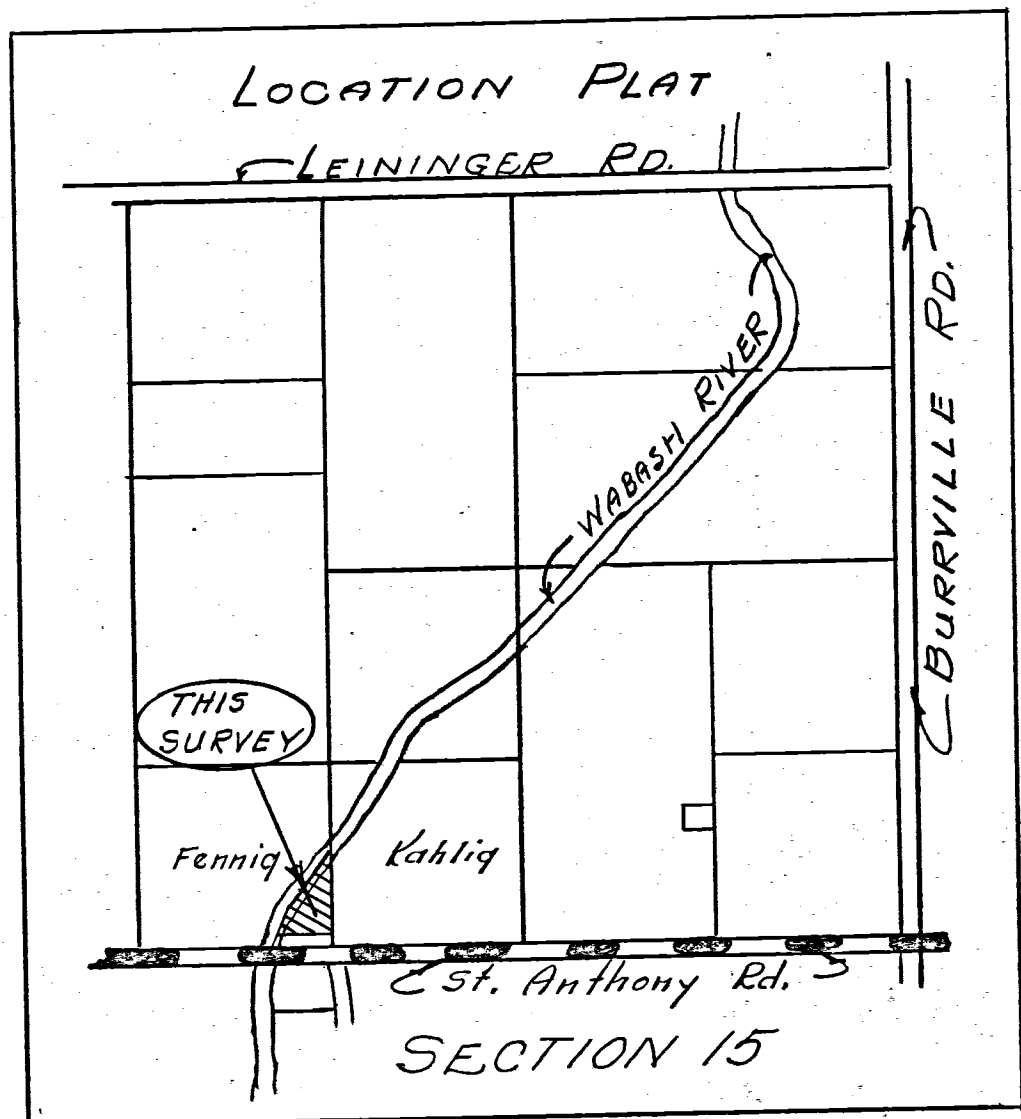 LOCATION PLAT
LEININGER RD.
BURRVILLE RD.
WABASH RIVER
THIS
SURVEY
Fennig Kahlig
St. Anthony Rd.
SECTION 15